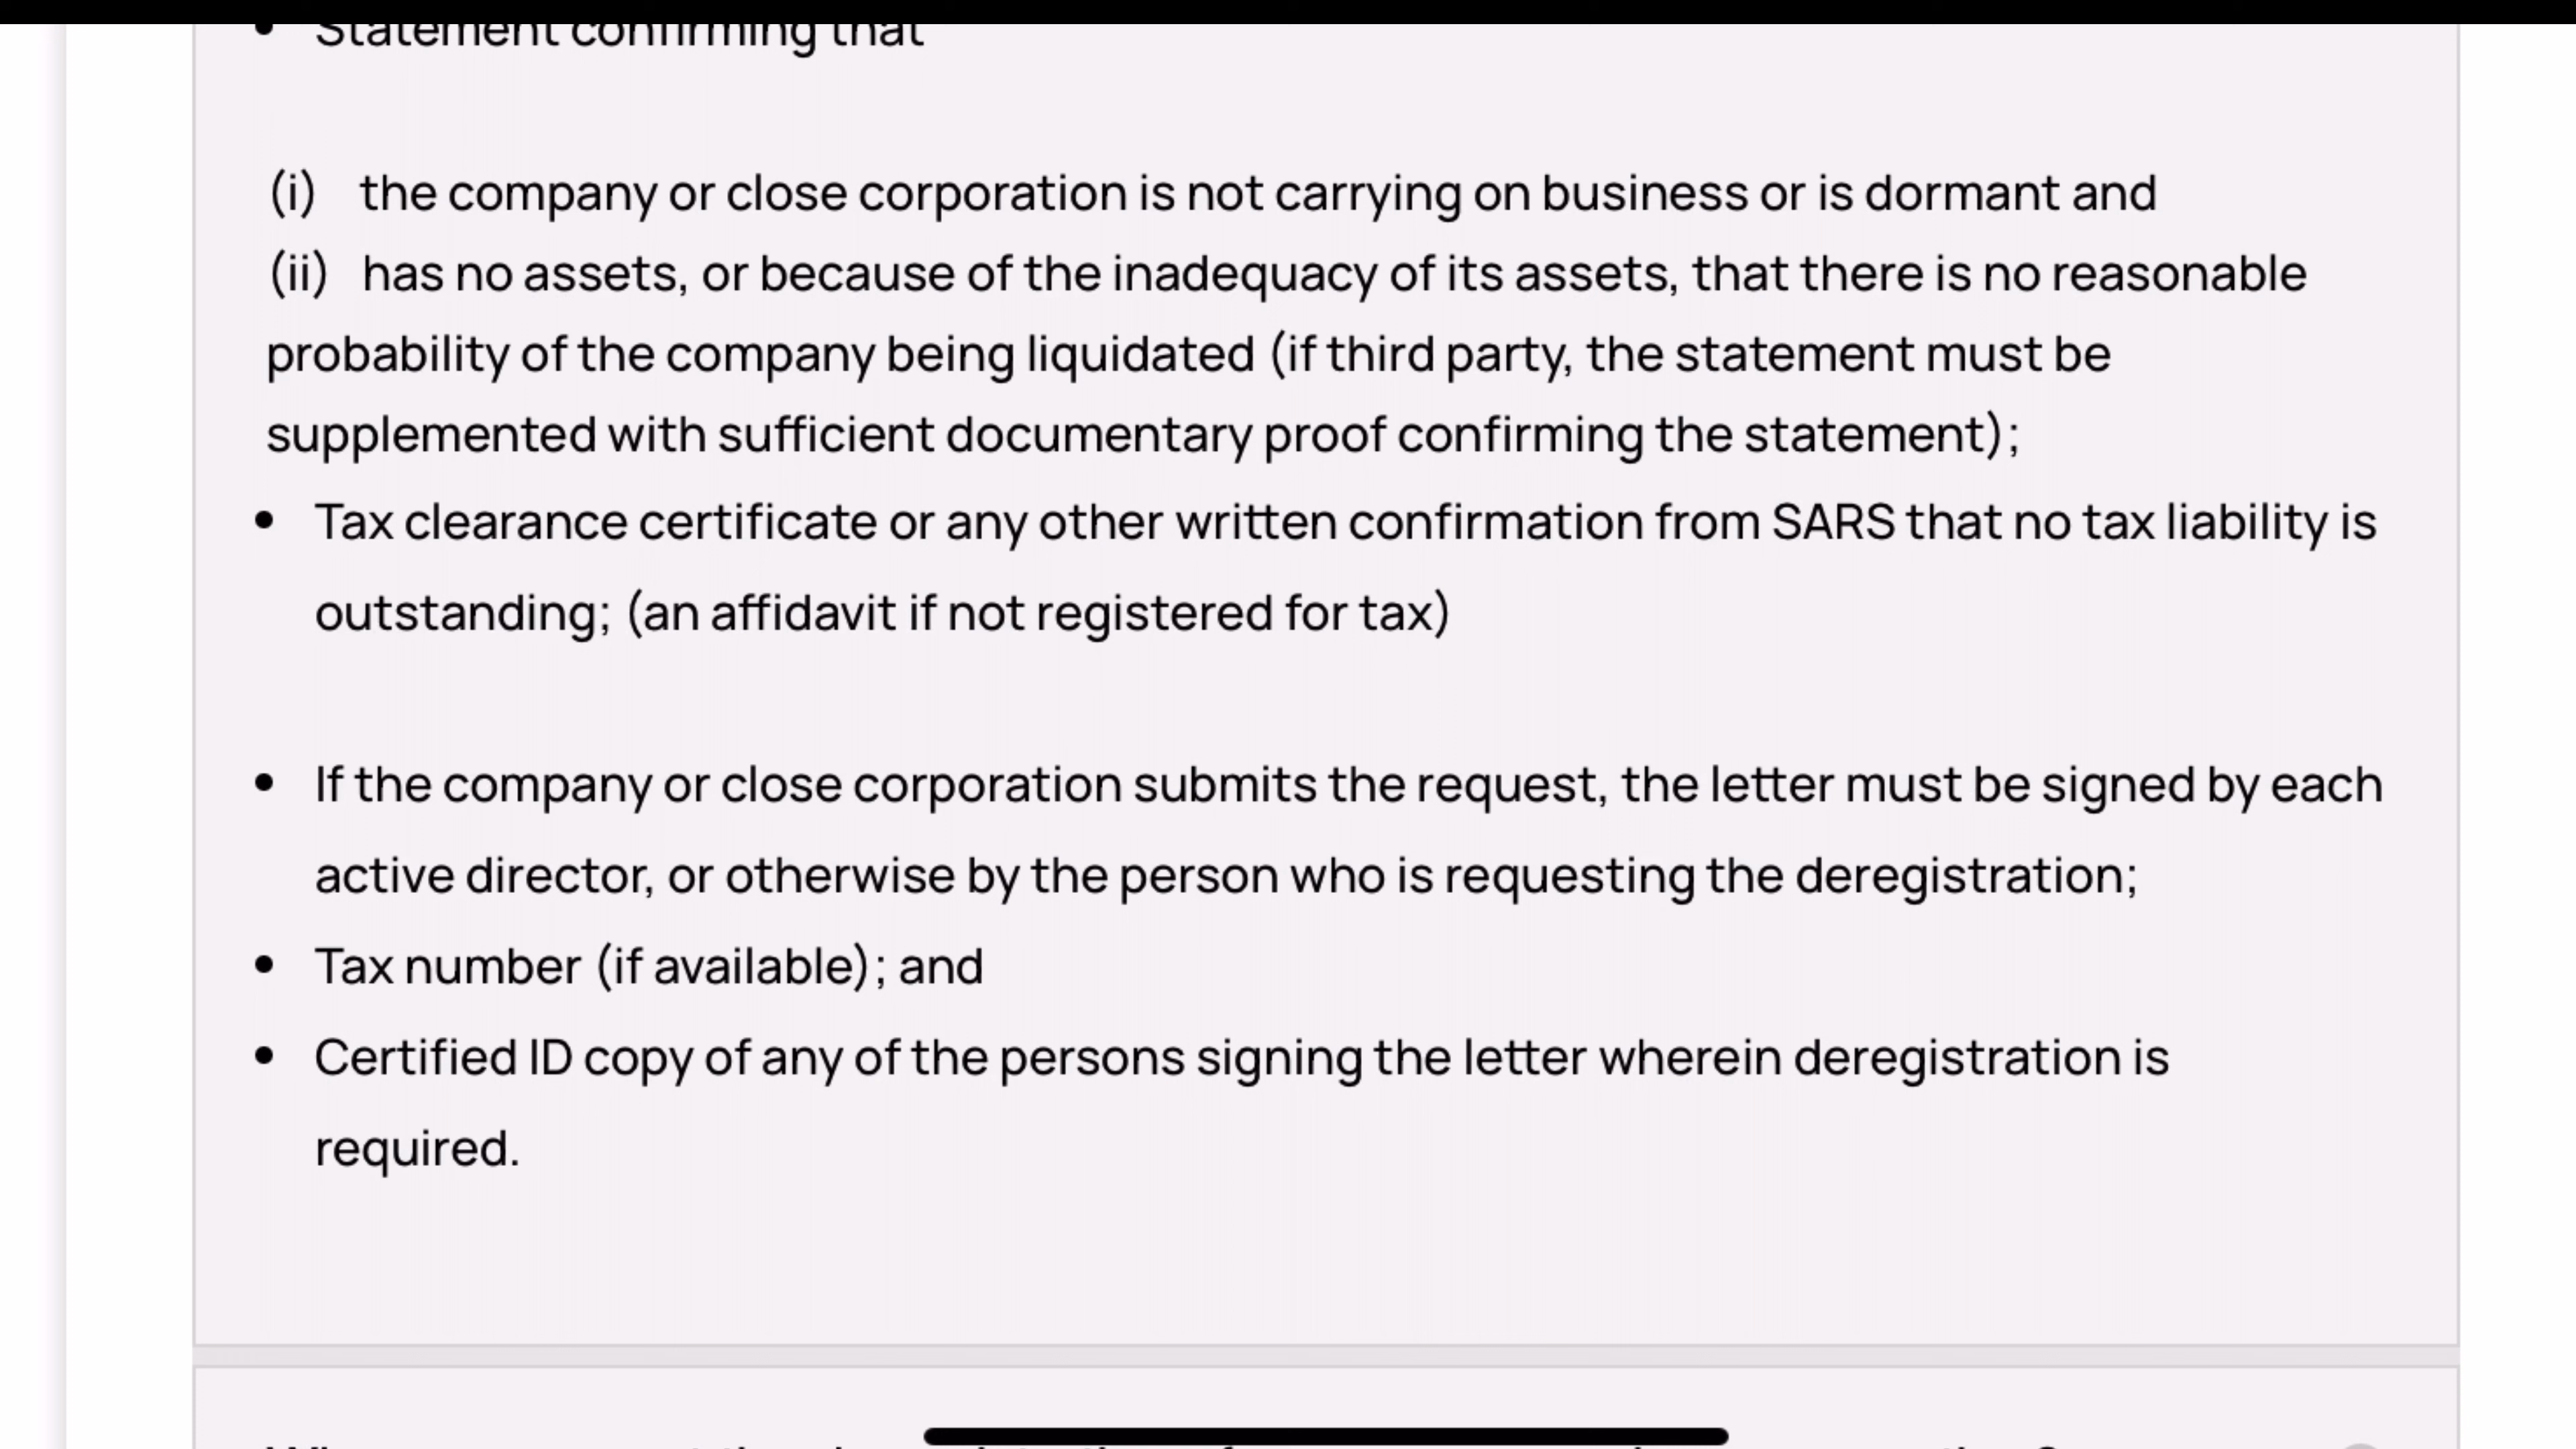 • Statement confirming that
(i) the company or close corporation is not carrying on business or is dormant and
(ii) has no assets, or because of the inadequacy of its assets, that there is no reasonable
probability of the company being liquidated (if third party, the statement must be
supplemented with sufficient documentary proof confirming the statement);
• Tax clearance certificate or any other written confirmation from SARS that no tax liability is
outstanding; (an affidavit if not registered for tax)
• If the company or close corporation submits the request, the letter must be signed by each
active director, or otherwise by the person who is requesting the deregistration;
• Tax number (if available); and
• Certified ID copy of any of the persons signing the letter wherein deregistration is
required.